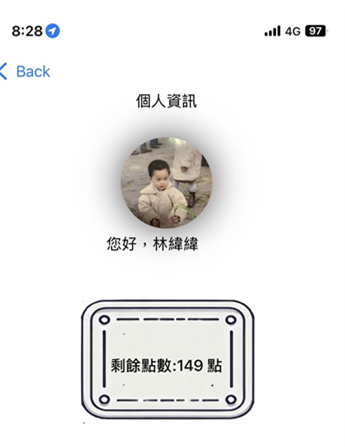 8:28 4G 97
Back
個人資訊
您好，林緯緯
剩餘點數:149 點